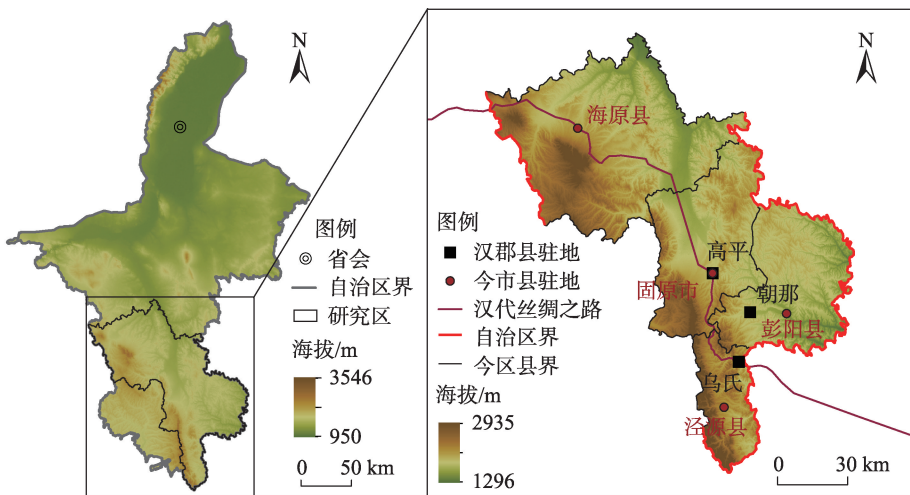 N
图例
省会
自治区界
研究区
海拔/m
3546
950
0 50 km
N
海原县
高平
固原市
朝那
彭阳县
乌氏
泾原县
图例
汉郡县驻地
今市县驻地
汉代丝绸之路
自治区界
今区县界
海拔/m
2935
1296
0 30 km